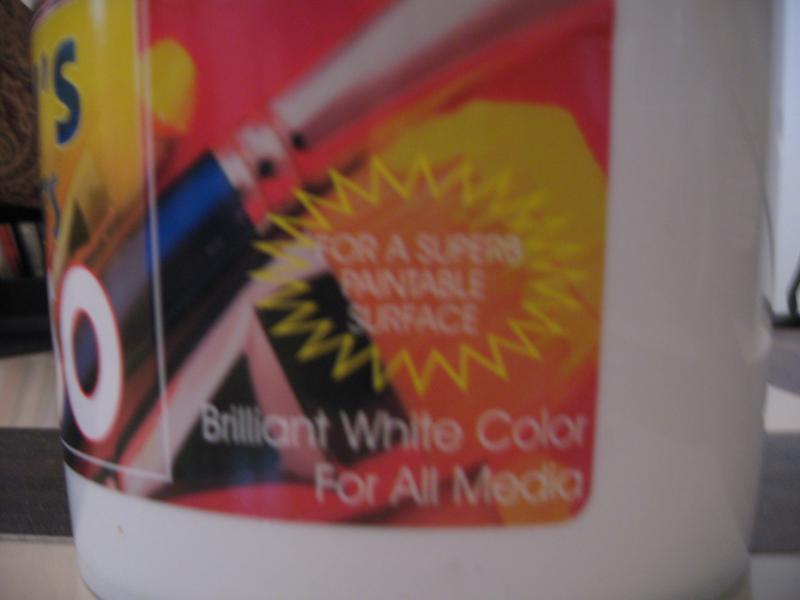 'S
O
FOR A SUPERB
PAINTABLE
SURFACE
Brilliant White Color
For All Media